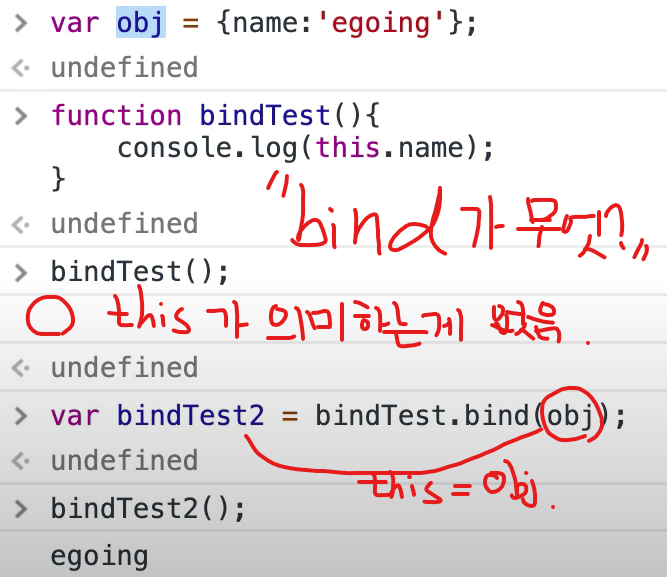 > var obj = {name:'egoing'};
<· undefined
> function bindTest(){
console.log(this.name);
}
"bind가 무엇?"
<· undefined
> bindTest();
this가 의미하는게 없음.
<· undefined
> var bindTest2 = bindTest.bind(obj);
<· undefined
this = obj.
> bindTest2();
egoing